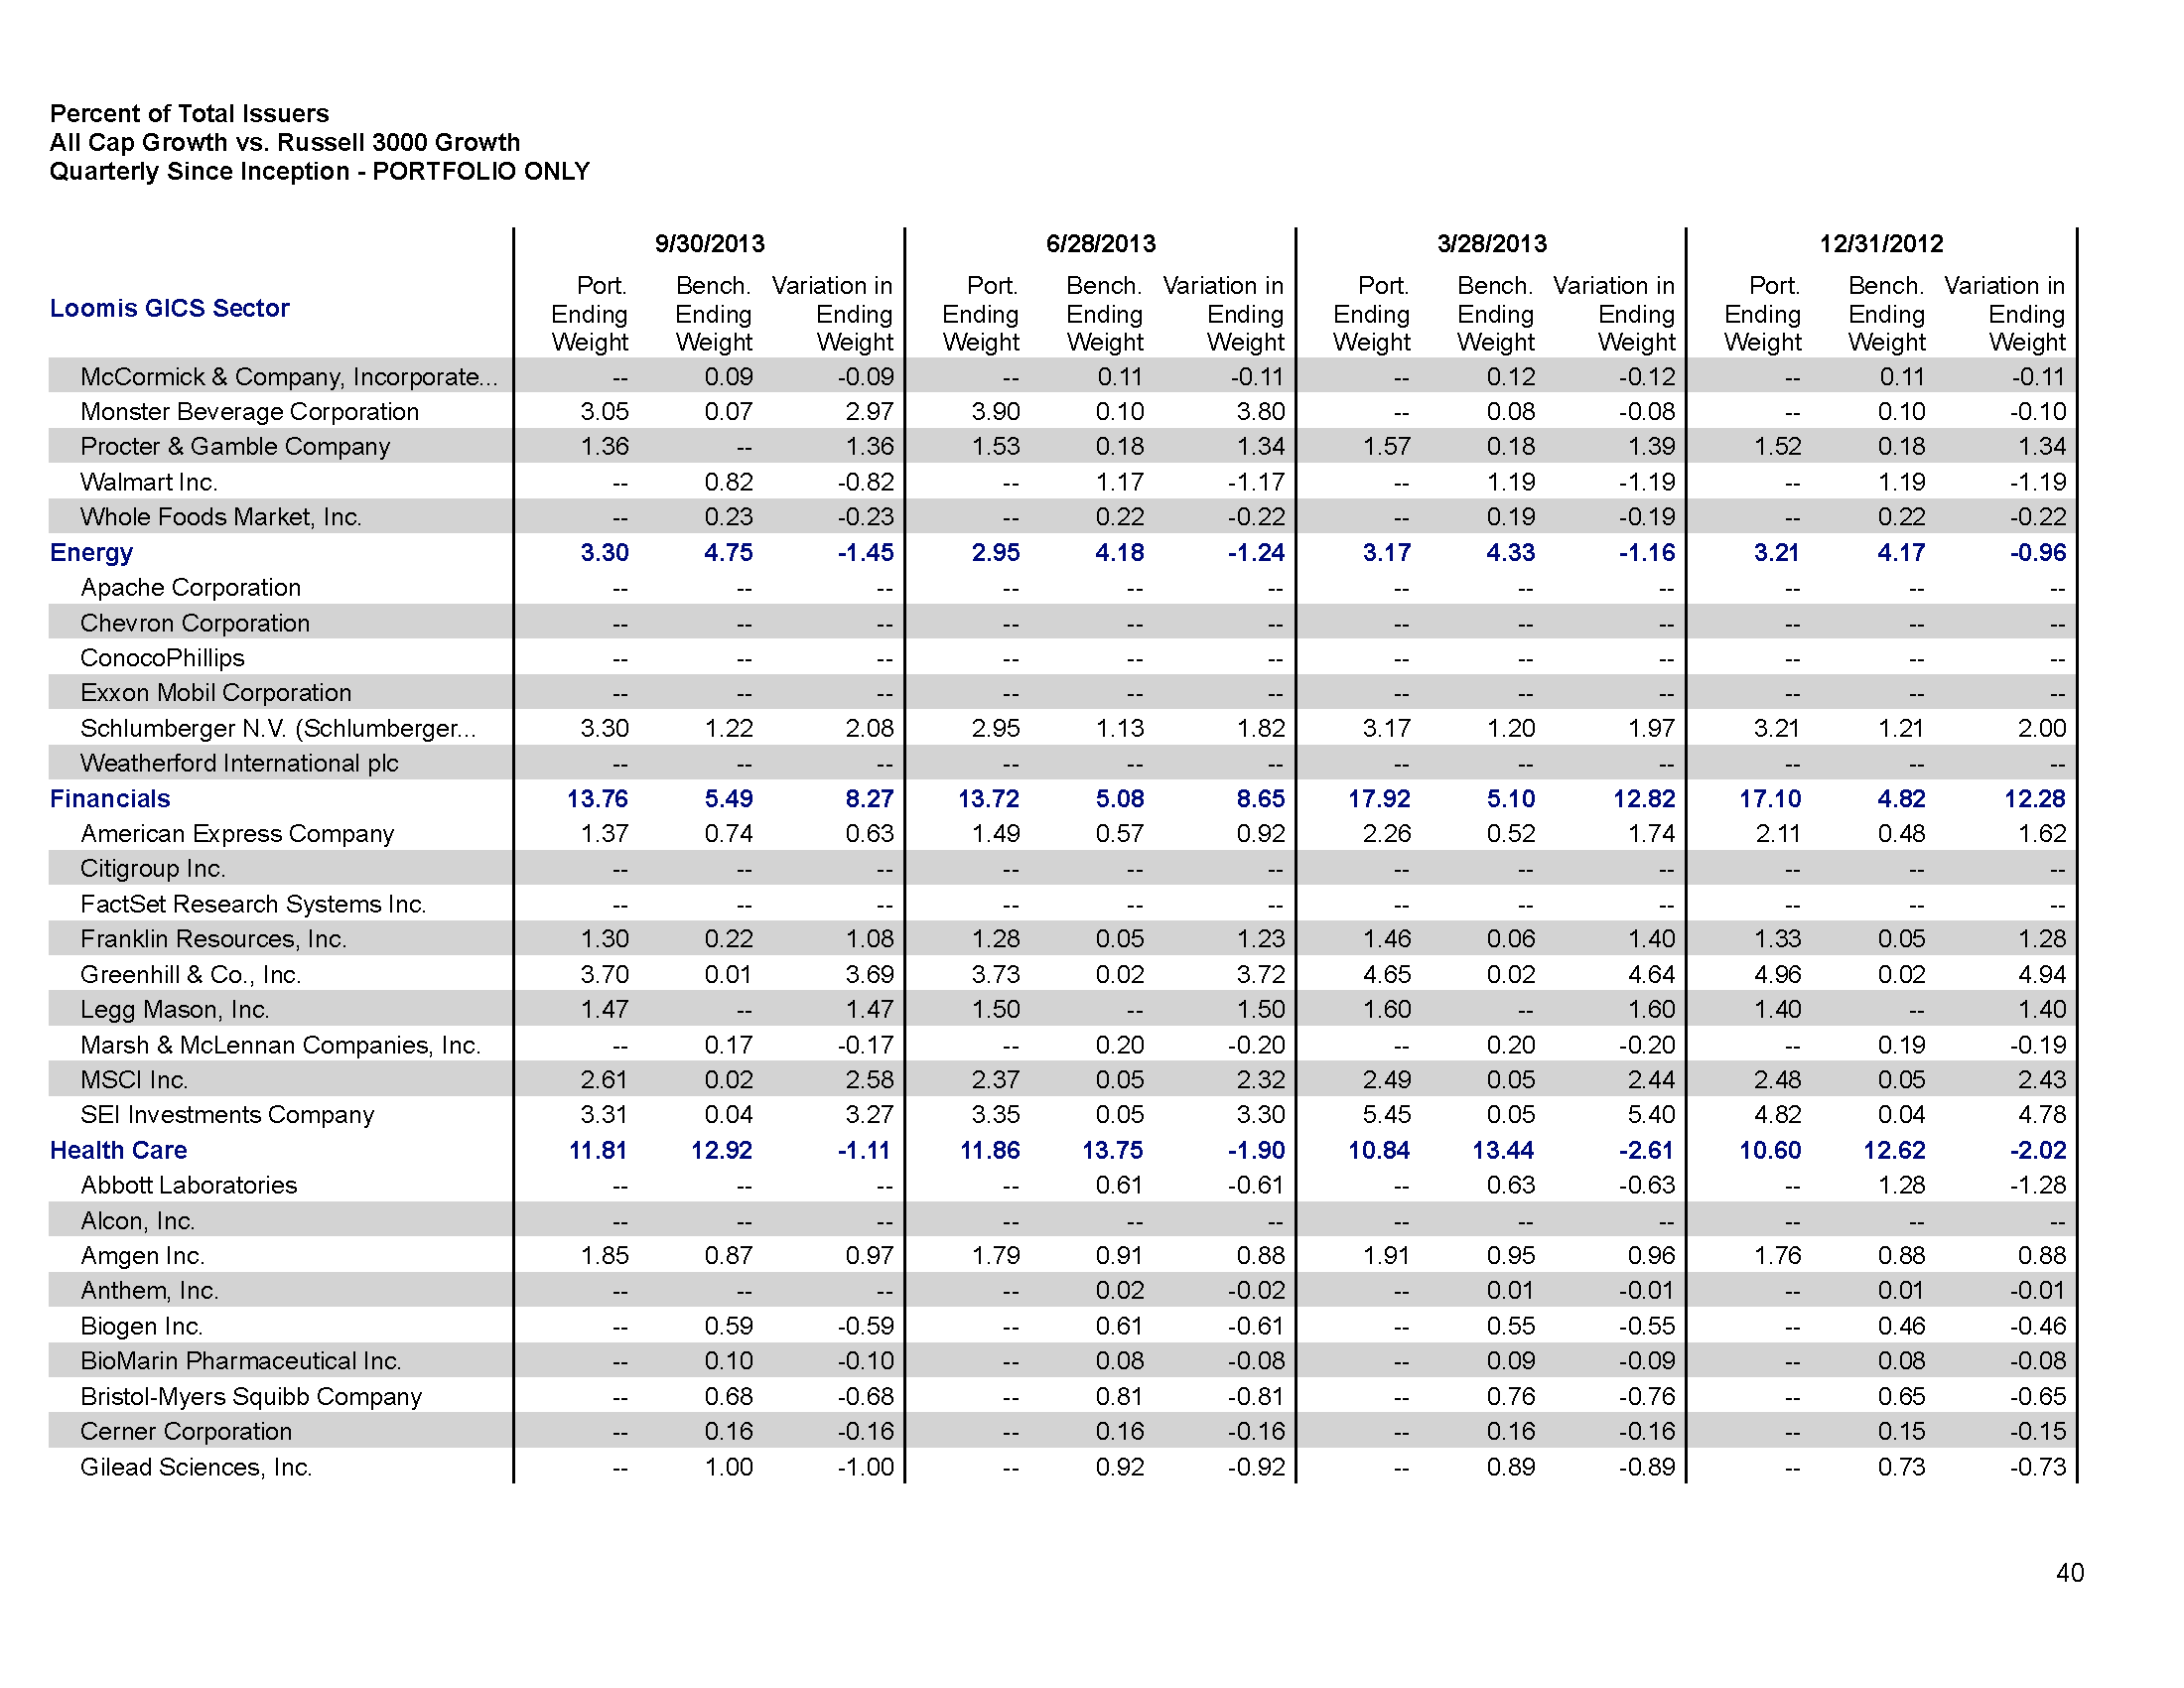 Percent of Total Issuers
All Cap Growth vs. Russell 3000 Growth
Quarterly Since Inception - PORTFOLIO ONLY
9/30/2013 6/28/2013 3/28/2013 12/31/2012
Port. Bench. Variation in Port. Bench. Variation in Port. Bench. Variation in Port. Bench. Variation in
Loomis GICS Sector Ending Ending Ending Ending Ending Ending Ending Ending Ending Ending Ending Ending
Weight Weight Weight Weight Weight Weight Weight Weight Weight Weight Weight Weight
McCormick & Company, Incorporate... -- 0.09 -0.09 -- 0.11 -0.11 -- 0.12 -0.12 -- 0.11 -0.11
Monster Beverage Corporation 3.05 0.07 2.97 3.90 0.10 3.80 -- 0.08 -0.08 -- 0.10 -0.10
Procter & Gamble Company 1.36 -- 1.36 1.53 0.18 1.34 1.57 0.18 1.39 1.52 0.18 1.34
Walmart Inc. -- 0.82 -0.82 -- 1.17 -1.17 -- 1.19 -1.19 -- 1.19 -1.19
Whole Foods Market, Inc. -- 0.23 -0.23 -- 0.22 -0.22 -- 0.19 -0.19 -- 0.22 -0.22
Energy 3.30 4.75 -1.45 2.95 4.18 -1.24 3.17 4.33 -1.16 3.21 4.17 -0.96
Apache Corporation -- -- -- -- -- -- -- -- -- -- -- --
Chevron Corporation -- -- -- -- -- -- -- -- -- -- -- --
ConocoPhillips -- -- -- -- -- -- -- -- -- -- -- --
Exxon Mobil Corporation -- -- -- -- -- -- -- -- -- -- -- --
Schlumberger N.V. (Schlumberger... 3.30 1.22 2.08 2.95 1.13 1.82 3.17 1.20 1.97 3.21 1.21 2.00
Weatherford International plc -- -- -- -- -- -- -- -- -- -- -- --
Financials 13.76 5.49 8.27 13.72 5.08 8.65 17.92 5.10 12.82 17.10 4.82 12.28
American Express Company 1.37 0.74 0.63 1.49 0.57 0.92 2.26 0.52 1.74 2.11 0.48 1.62
Citigroup Inc. -- -- -- -- -- -- -- -- -- -- -- --
FactSet Research Systems Inc. -- -- -- -- -- -- -- -- -- -- -- --
Franklin Resources, Inc. 1.30 0.22 1.08 1.28 0.05 1.23 1.46 0.06 1.40 1.33 0.05 1.28
Greenhill & Co., Inc. 3.70 0.01 3.69 3.73 0.02 3.72 4.65 0.02 4.64 4.96 0.02 4.94
Legg Mason, Inc. 1.47 -- 1.47 1.50 -- 1.50 1.60 -- 1.60 1.40 -- 1.40
Marsh & McLennan Companies, Inc. -- 0.17 -0.17 -- 0.20 -0.20 -- 0.20 -0.20 -- 0.19 -0.19
MSCI Inc. 2.61 0.02 2.58 2.37 0.05 2.32 2.49 0.05 2.44 2.48 0.05 2.43
SEI Investments Company 3.31 0.04 3.27 3.35 0.05 3.30 5.45 0.05 5.40 4.82 0.04 4.78
Health Care 11.81 12.92 -1.11 11.86 13.75 -1.90 10.84 13.44 -2.61 10.60 12.62 -2.02
Abbott Laboratories -- -- -- -- 0.61 -0.61 -- 0.63 -0.63 -- 1.28 -1.28
Alcon, Inc. -- -- -- -- -- -- -- -- -- -- -- --
Amgen Inc. 1.85 0.87 0.97 1.79 0.91 0.88 1.91 0.95 0.96 1.76 0.88 0.88
Anthem, Inc. -- -- -- -- 0.02 -0.02 -- 0.01 -0.01 -- 0.01 -0.01
Biogen Inc. -- 0.59 -0.59 -- 0.61 -0.61 -- 0.55 -0.55 -- 0.46 -0.46
BioMarin Pharmaceutical Inc. -- 0.10 -0.10 -- 0.08 -0.08 -- 0.09 -0.09 -- 0.08 -0.08
Bristol-Myers Squibb Company -- 0.68 -0.68 -- 0.81 -0.81 -- 0.76 -0.76 -- 0.65 -0.65
Cerner Corporation -- 0.16 -0.16 -- 0.16 -0.16 -- 0.16 -0.16 -- 0.15 -0.15
Gilead Sciences, Inc. -- 1.00 -1.00 -- 0.92 -0.92 -- 0.89 -0.89 -- 0.73 -0.73
40